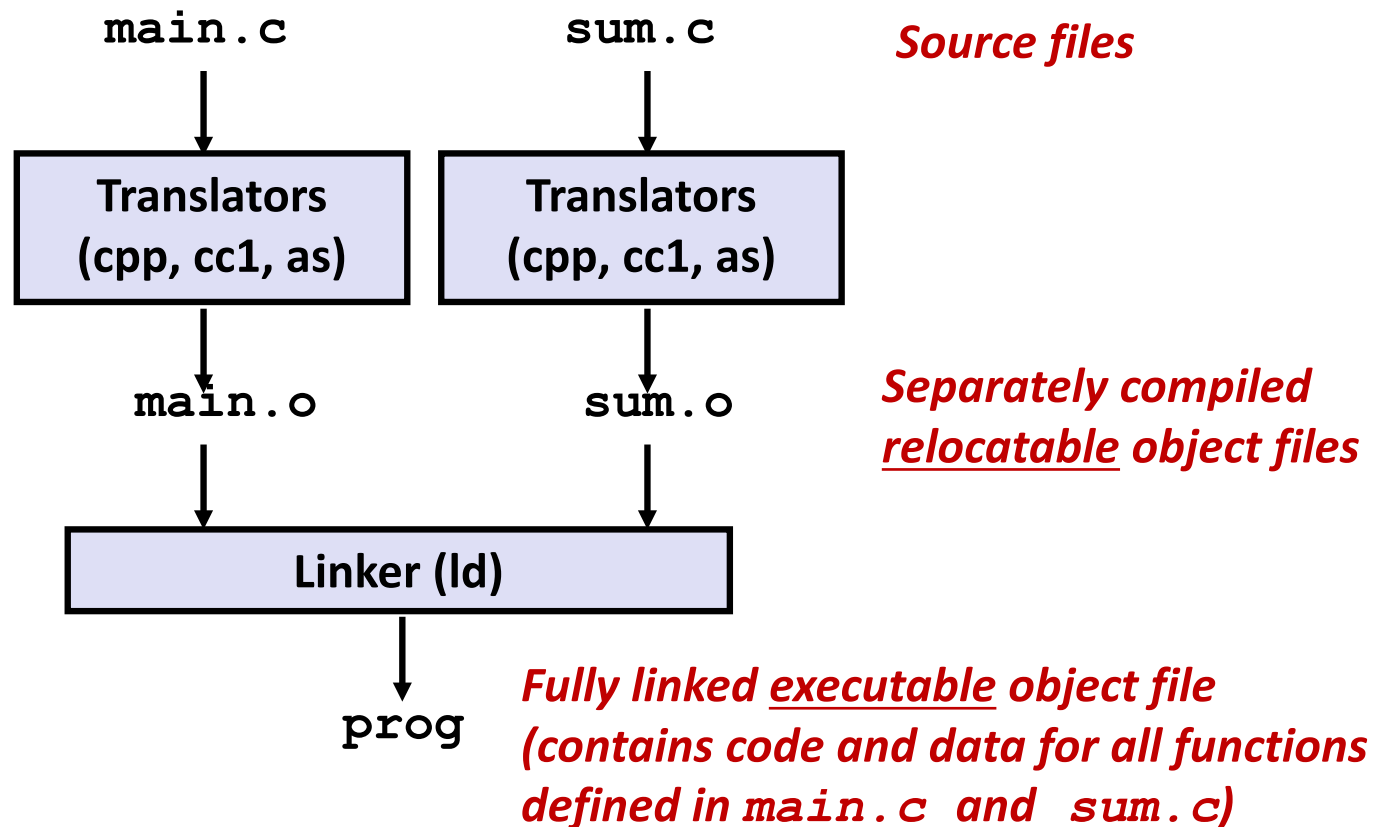 main.c
sum.c
Source files
Translators
(cpp, cc1, as)
Translators
(cpp, cc1, as)
main.o
sum.o
Separately compiled
relocatable object files
Linker (ld)
prog
Fully linked executable object file
(contains code and data for all functions
defined in main.c and sum.c)